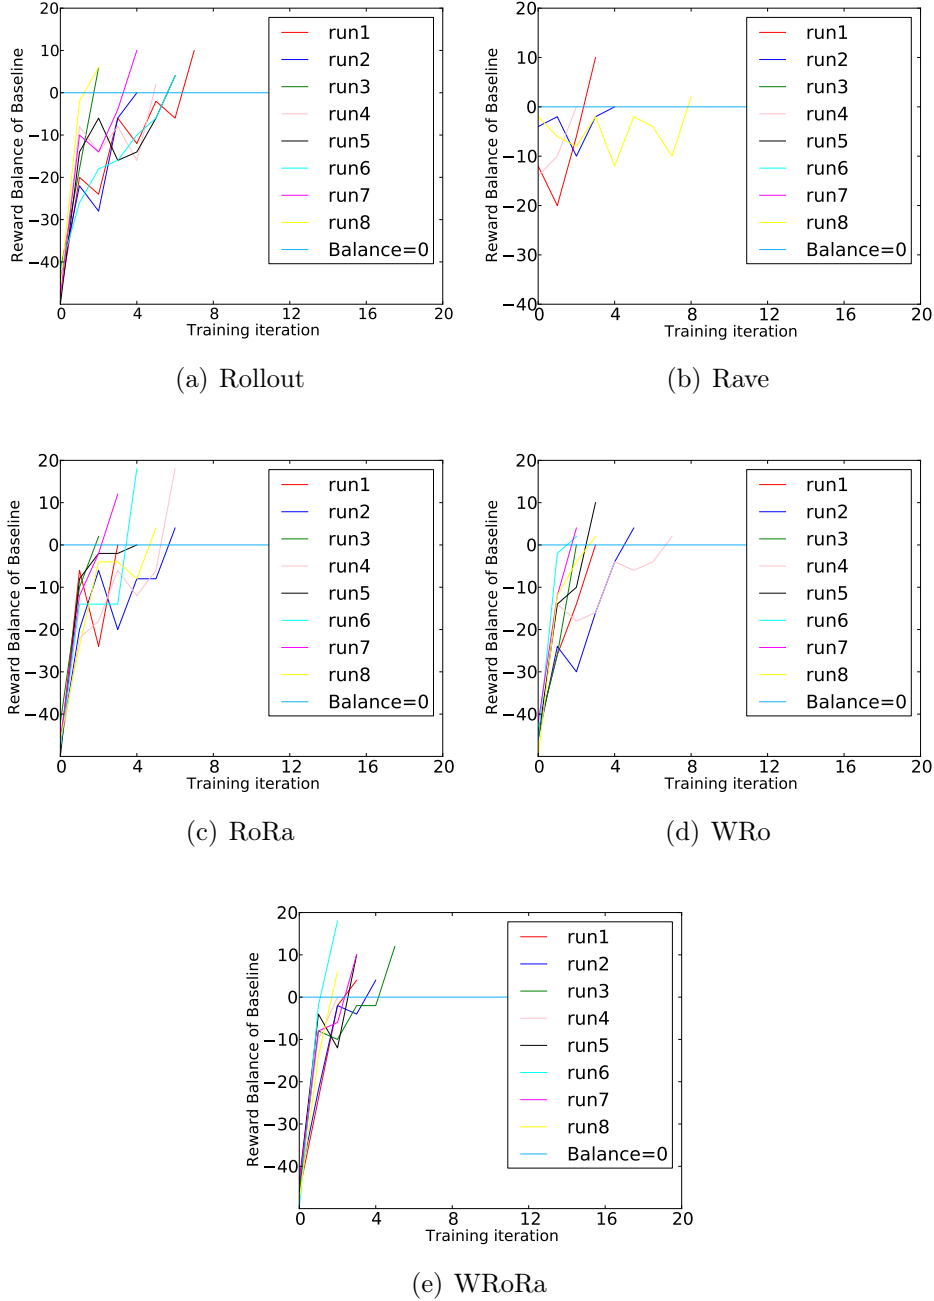 20
10
0
−10
−20
−30
−40
Reward Balance of Baseline
0 4 8 12 16 20
Training iteration
run1
run2
run3
run4
run5
run6
run7
run8
Balance=0
(a) Rollout
20
10
0
−10
−20
−30
−40
Reward Balance of Baseline
0 4 8 12 16 20
Training iteration
run1
run2
run3
run4
run5
run6
run7
run8
Balance=0
(b) Rave
20
10
0
−10
−20
−30
−40
Reward Balance of Baseline
0 4 8 12 16 20
Training iteration
run1
run2
run3
run4
run5
run6
run7
run8
Balance=0
(c) RoRa
20
10
0
−10
−20
−30
−40
Reward Balance of Baseline
0 4 8 12 16 20
Training iteration
run1
run2
run3
run4
run5
run6
run7
run8
Balance=0
(d) WRo
20
10
0
−10
−20
−30
−40
Reward Balance of Baseline
0 4 8 12 16 20
Training iteration
run1
run2
run3
run4
run5
run6
run7
run8
Balance=0
(e) WRoRa